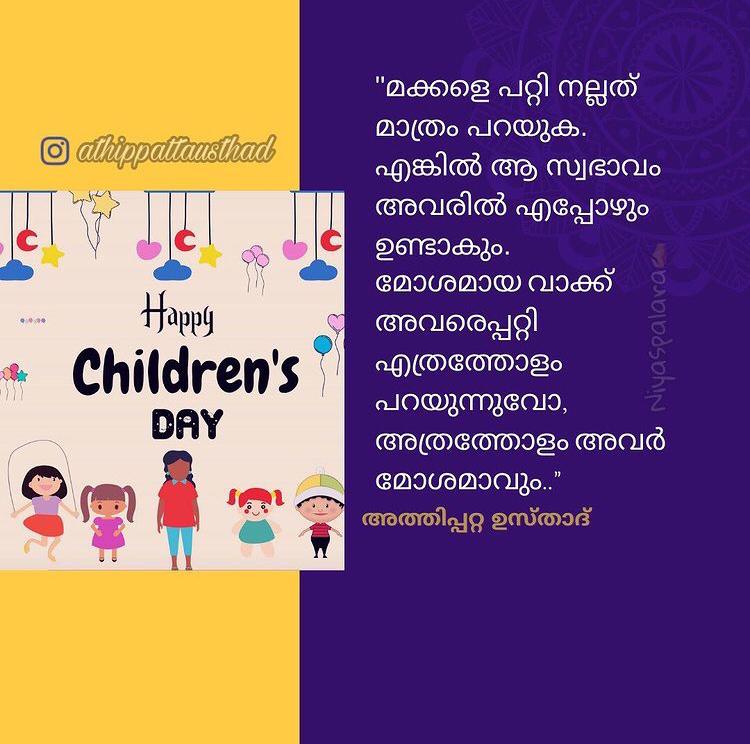 athippattausthad
Happy
Children's
DAY
"മക്കളെ പറ്റി നല്ലത്
മാത്രം പറയുക.
എങ്കിൽ ആ സ്വഭാവം
അവരിൽ എപ്പോഴും
ഉണ്ടാകും.
മോശമായ വാക്ക്
അവരെപ്പറ്റി
എത്രത്തോളം
പറയുന്നുവോ,
അത്രത്തോളം അവർ
മോശമാവും..”
അത്തിപ്പറ്റ ഉസ്താദ്
Niyaspalara